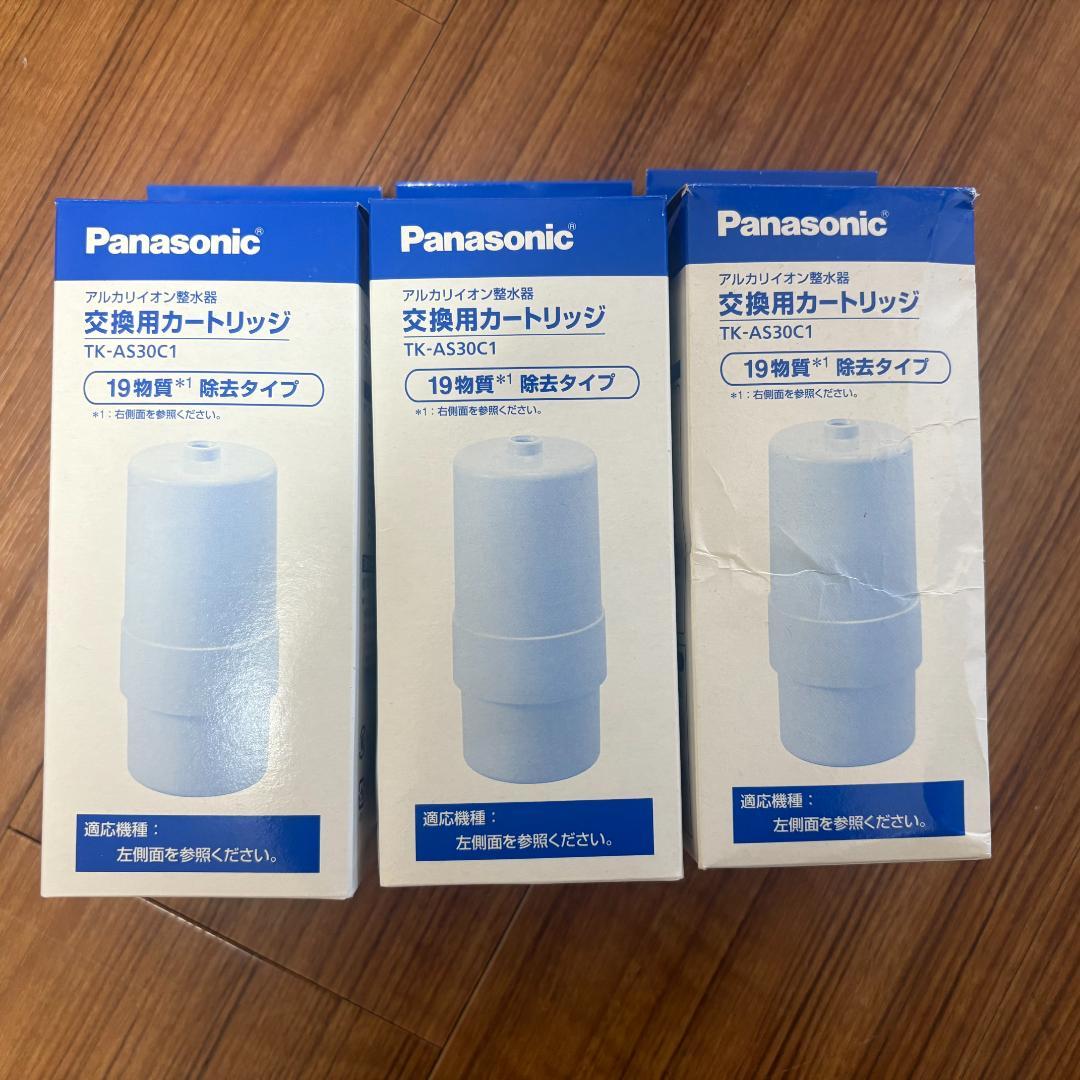 Panasonic®
アルカリイオン整水器
交換用カートリッジ
TK-AS30C1
19物質*1 除去タイプ
*1：右側面を参照ください。
適応機種：
左側面を参照ください。
Panasonic®
アルカリイオン整水器
交換用カートリッジ
TK-AS30C1
19物質*1 除去タイプ
*1：右側面を参照ください。
適応機種：
左側面を参照ください。
Panasonic®
アルカリイオン整水器
交換用カートリッジ
TK-AS30C1
19物質*1 除去タイプ
*1：右側面を参照ください。
適応機種：
左側面を参照ください。